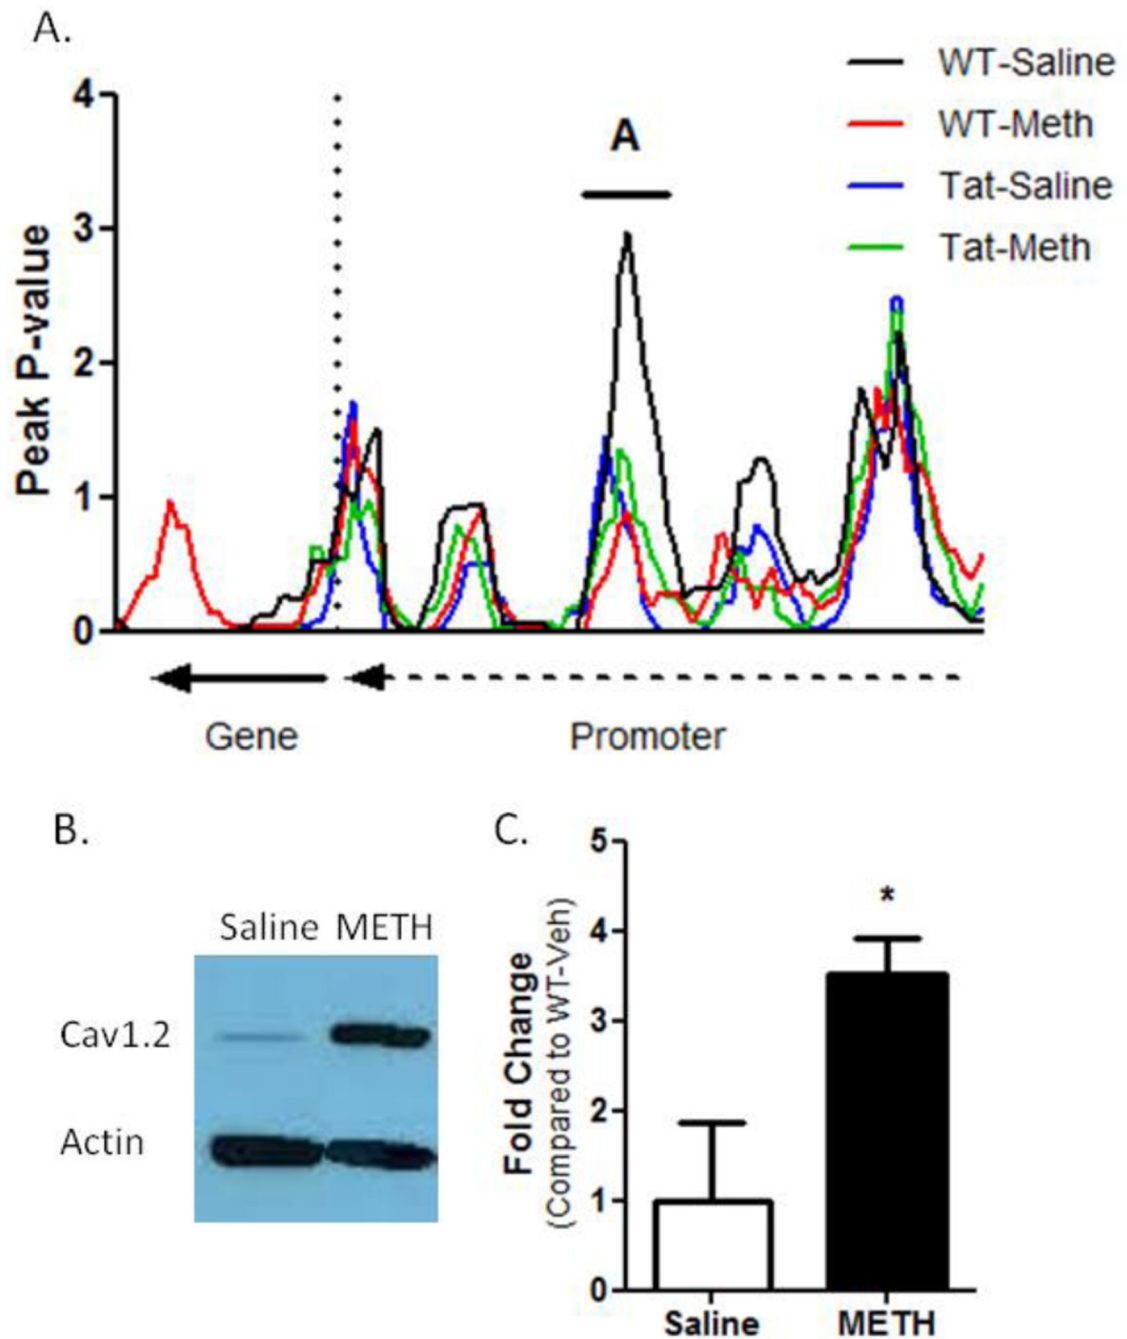 A.
WT-Saline
WT-Meth
Tat-Saline
Tat-Meth
A
Peak P-value
4
3
2
1
0
Gene
Promoter
B.
Saline METH
Cav1.2
Actin
C.
Fold Change
(Compared to WT-Veh)
5
4
3
2
1
0
*
Saline
METH